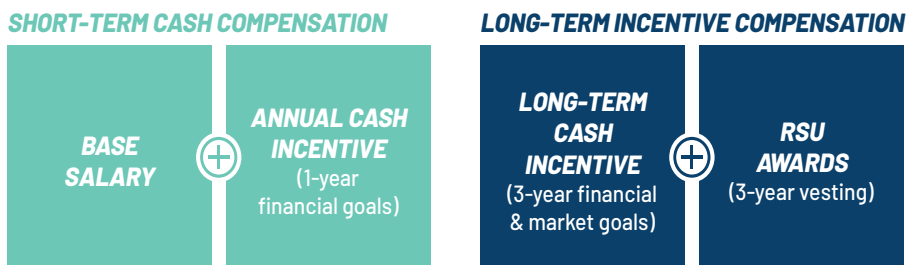 SHORT-TERM CASH COMPENSATION
BASE
SALARY
ANNUAL CASH
INCENTIVE
(1-year
financial goals)
LONG-TERM INCENTIVE COMPENSATION
LONG-TERM
CASH
INCENTIVE
(3-year financial
& market goals)
RSU
AWARDS
(3-year vesting)